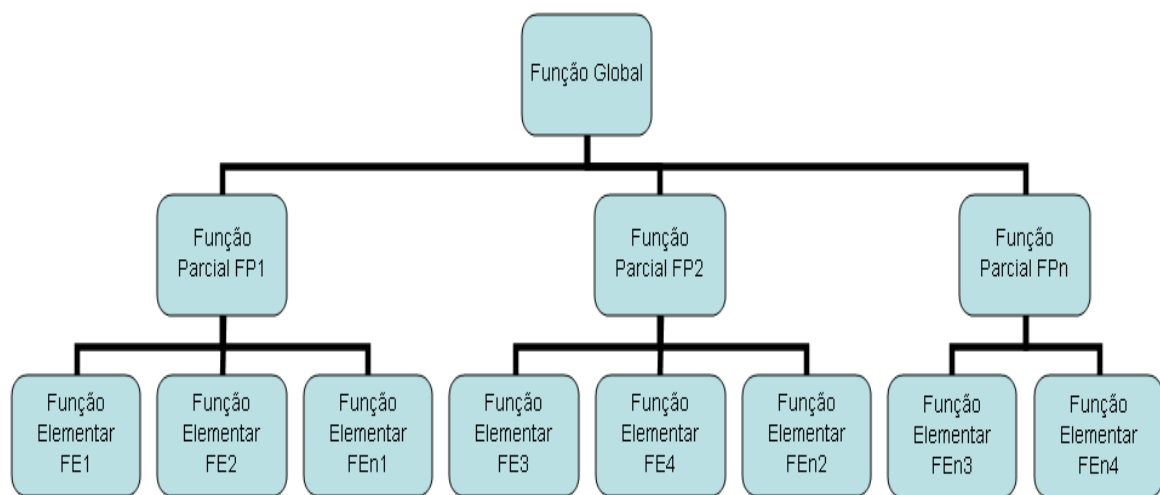 Função Global
Função
Parcial FP1
Função
Parcial FP2
Função
Parcial FPn
Função
Elementar
FE1
Função
Elementar
FE2
Função
Elementar
FEn1
Função
Elementar
FE3
Função
Elementar
FE4
Função
Elementar
FEn2
Função
Elementar
FEn3
Função
Elementar
FEn4